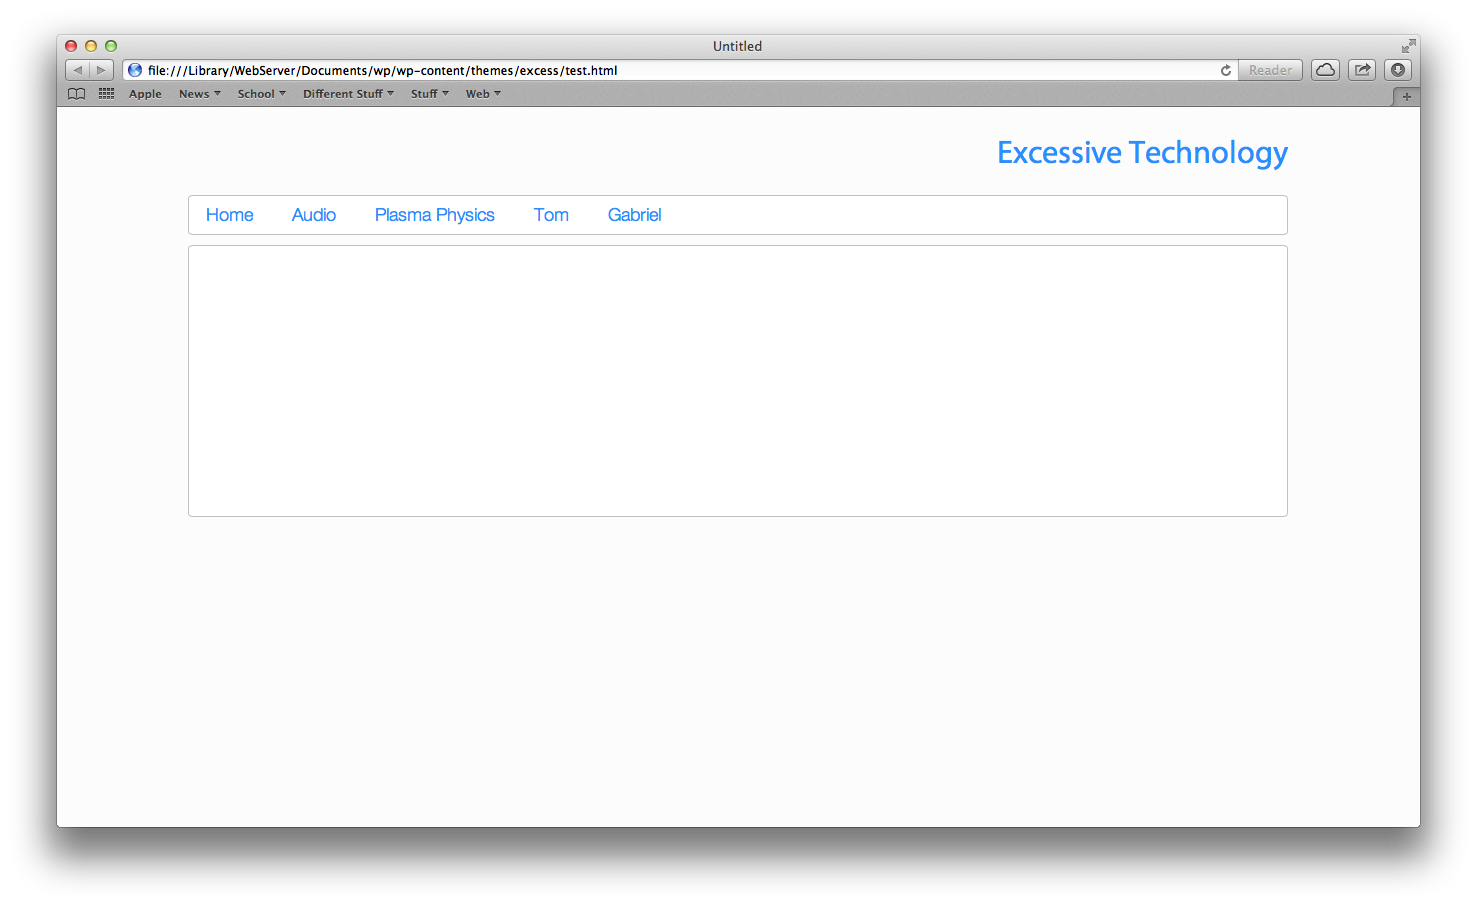 Untitled
file:///Library/WebServer/Documents/wp/wp-content/themes/excess/test.html Reader
Apple News School Different Stuff Stuff Web
Excessive Technology
Home Audio Plasma Physics Tom Gabriel